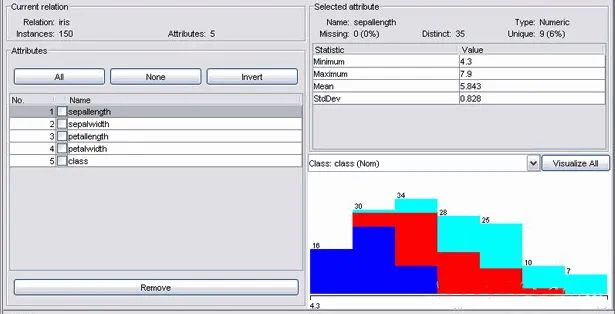 Current relation
Relation: iris
Instances: 150 Attributes: 5
Attributes
All None Invert
No. Name
1 sepallength
2 sepalwidth
3 petallength
4 petalwidth
5 class
Remove
Selected attribute
Name: sepallength Type: Numeric
Missing: 0 (0%) Distinct: 35 Unique: 9 (6%)
Statistic Value
Minimum 4.3
Maximum 7.9
Mean 5.843
StdDev 0.828
Class: class (Nom) Visualize All
16 30 34 28 25 10 7
4.3